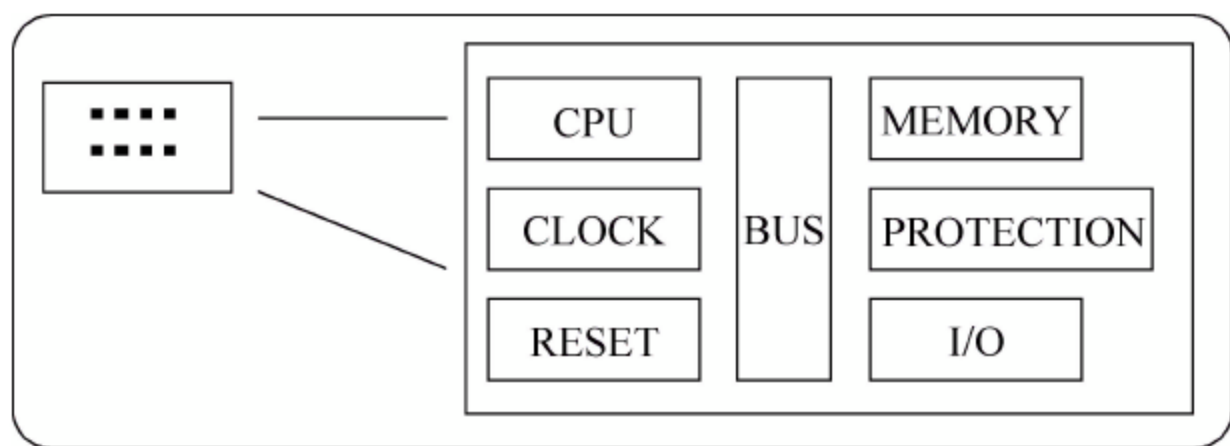 CPU
CLOCK
RESET
BUS
MEMORY
PROTECTION
I/O